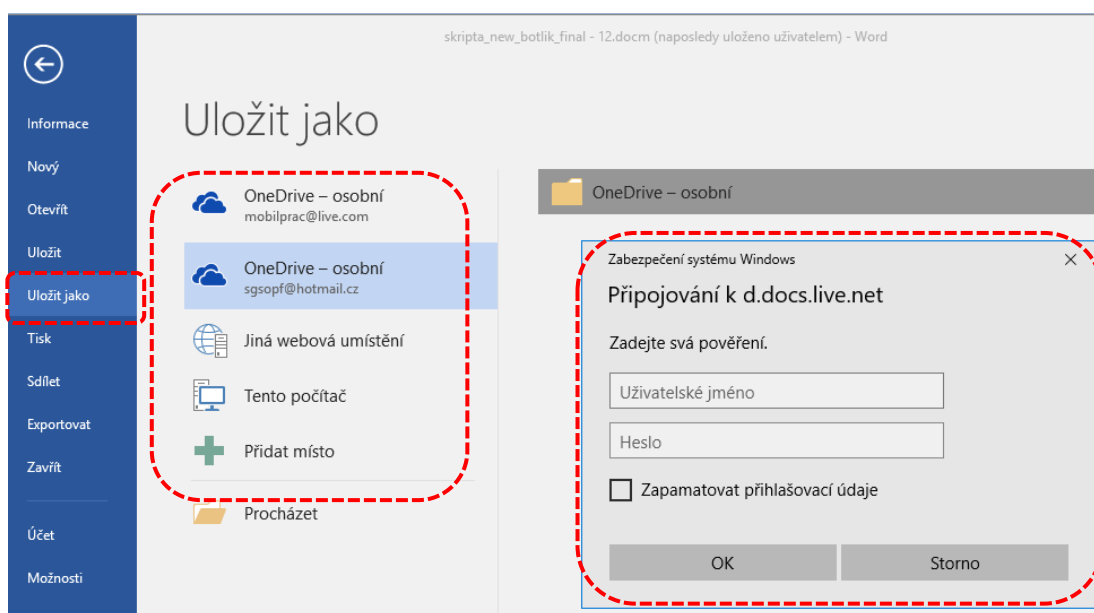 skripta_new_botlik_final - 12.docm (naposledy uloženo uživatelem) - Word
Informace
Nový
Otevřít
Uložit
Uložit jako
Tisk
Sdílet
Exportovat
Zavřít
Účet
Možnosti
Uložit jako
OneDrive – osobní
mobilprac@live.com
OneDrive – osobní
sgsopf@hotmail.cz
Jiná webová umístění
Tento počítač
Přidat místo
Procházet
OneDrive – osobní
Zabezpečení systému Windows
Připojování k d.docs.live.net
Zadejte svá pověření.
Uživatelské jméno
Heslo
Zapamatovat přihlašovací údaje
OK
Storno